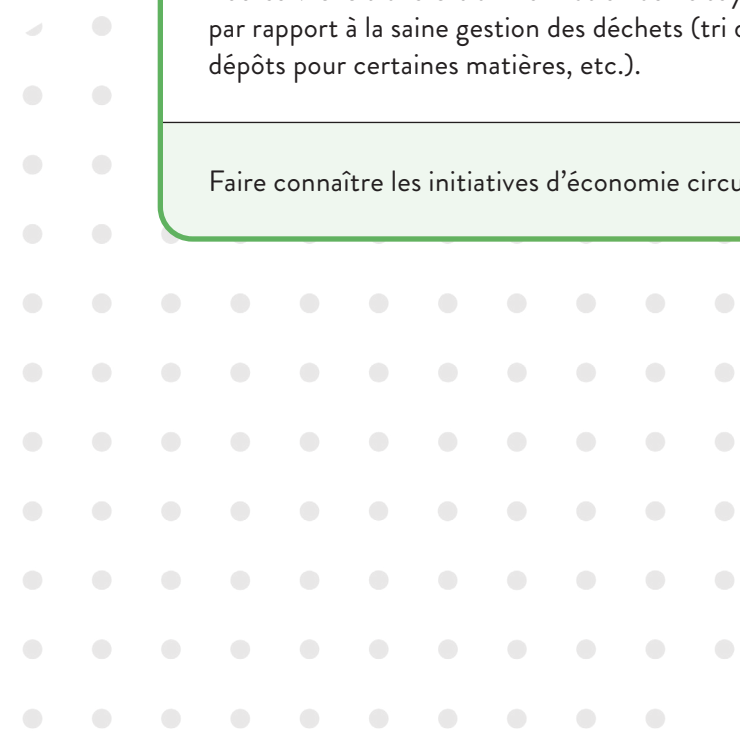 par rapport à la saine gestion des déchets (tri
dépôts pour certaines matières, etc.).
Faire connaître les initiatives d’économie circu